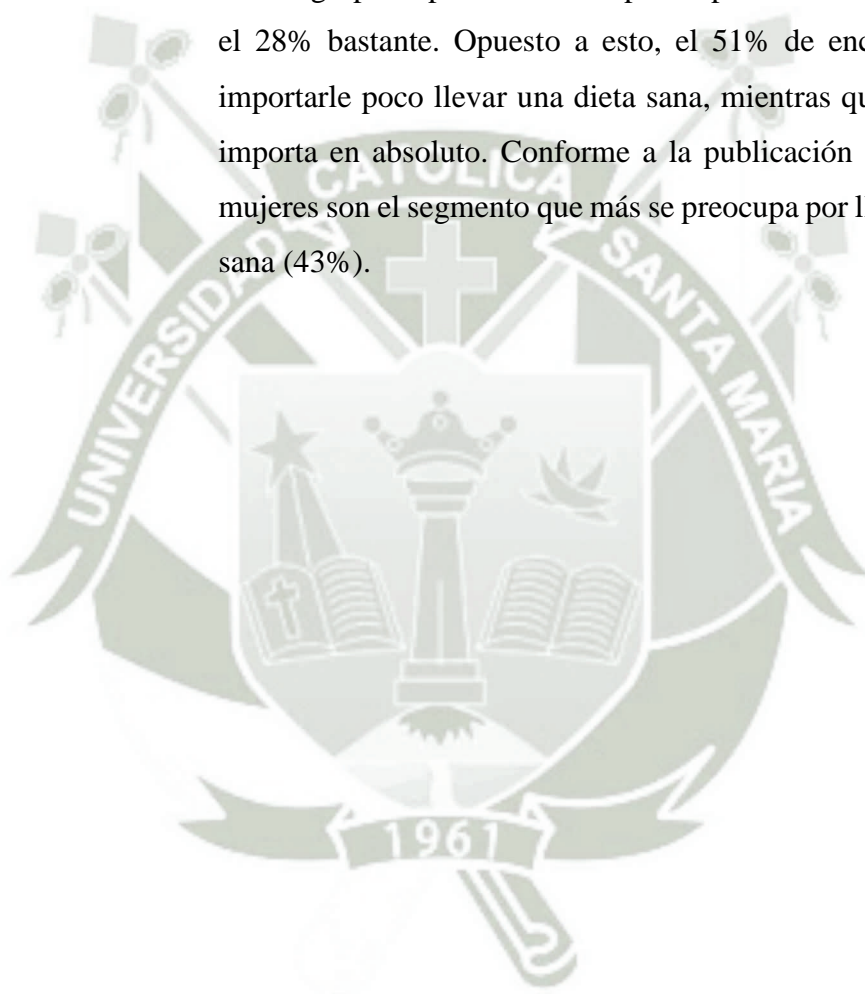 el 28% bastante. Opuesto a esto, el 51% de
importarle poco llevar una dieta sana, mientras
importa en absoluto. Conforme a la publicación
mujeres son el segmento que más se preocupa por
sana (43%).
UNIVERSIDAD CATOLICA SANTA MARIA
1961